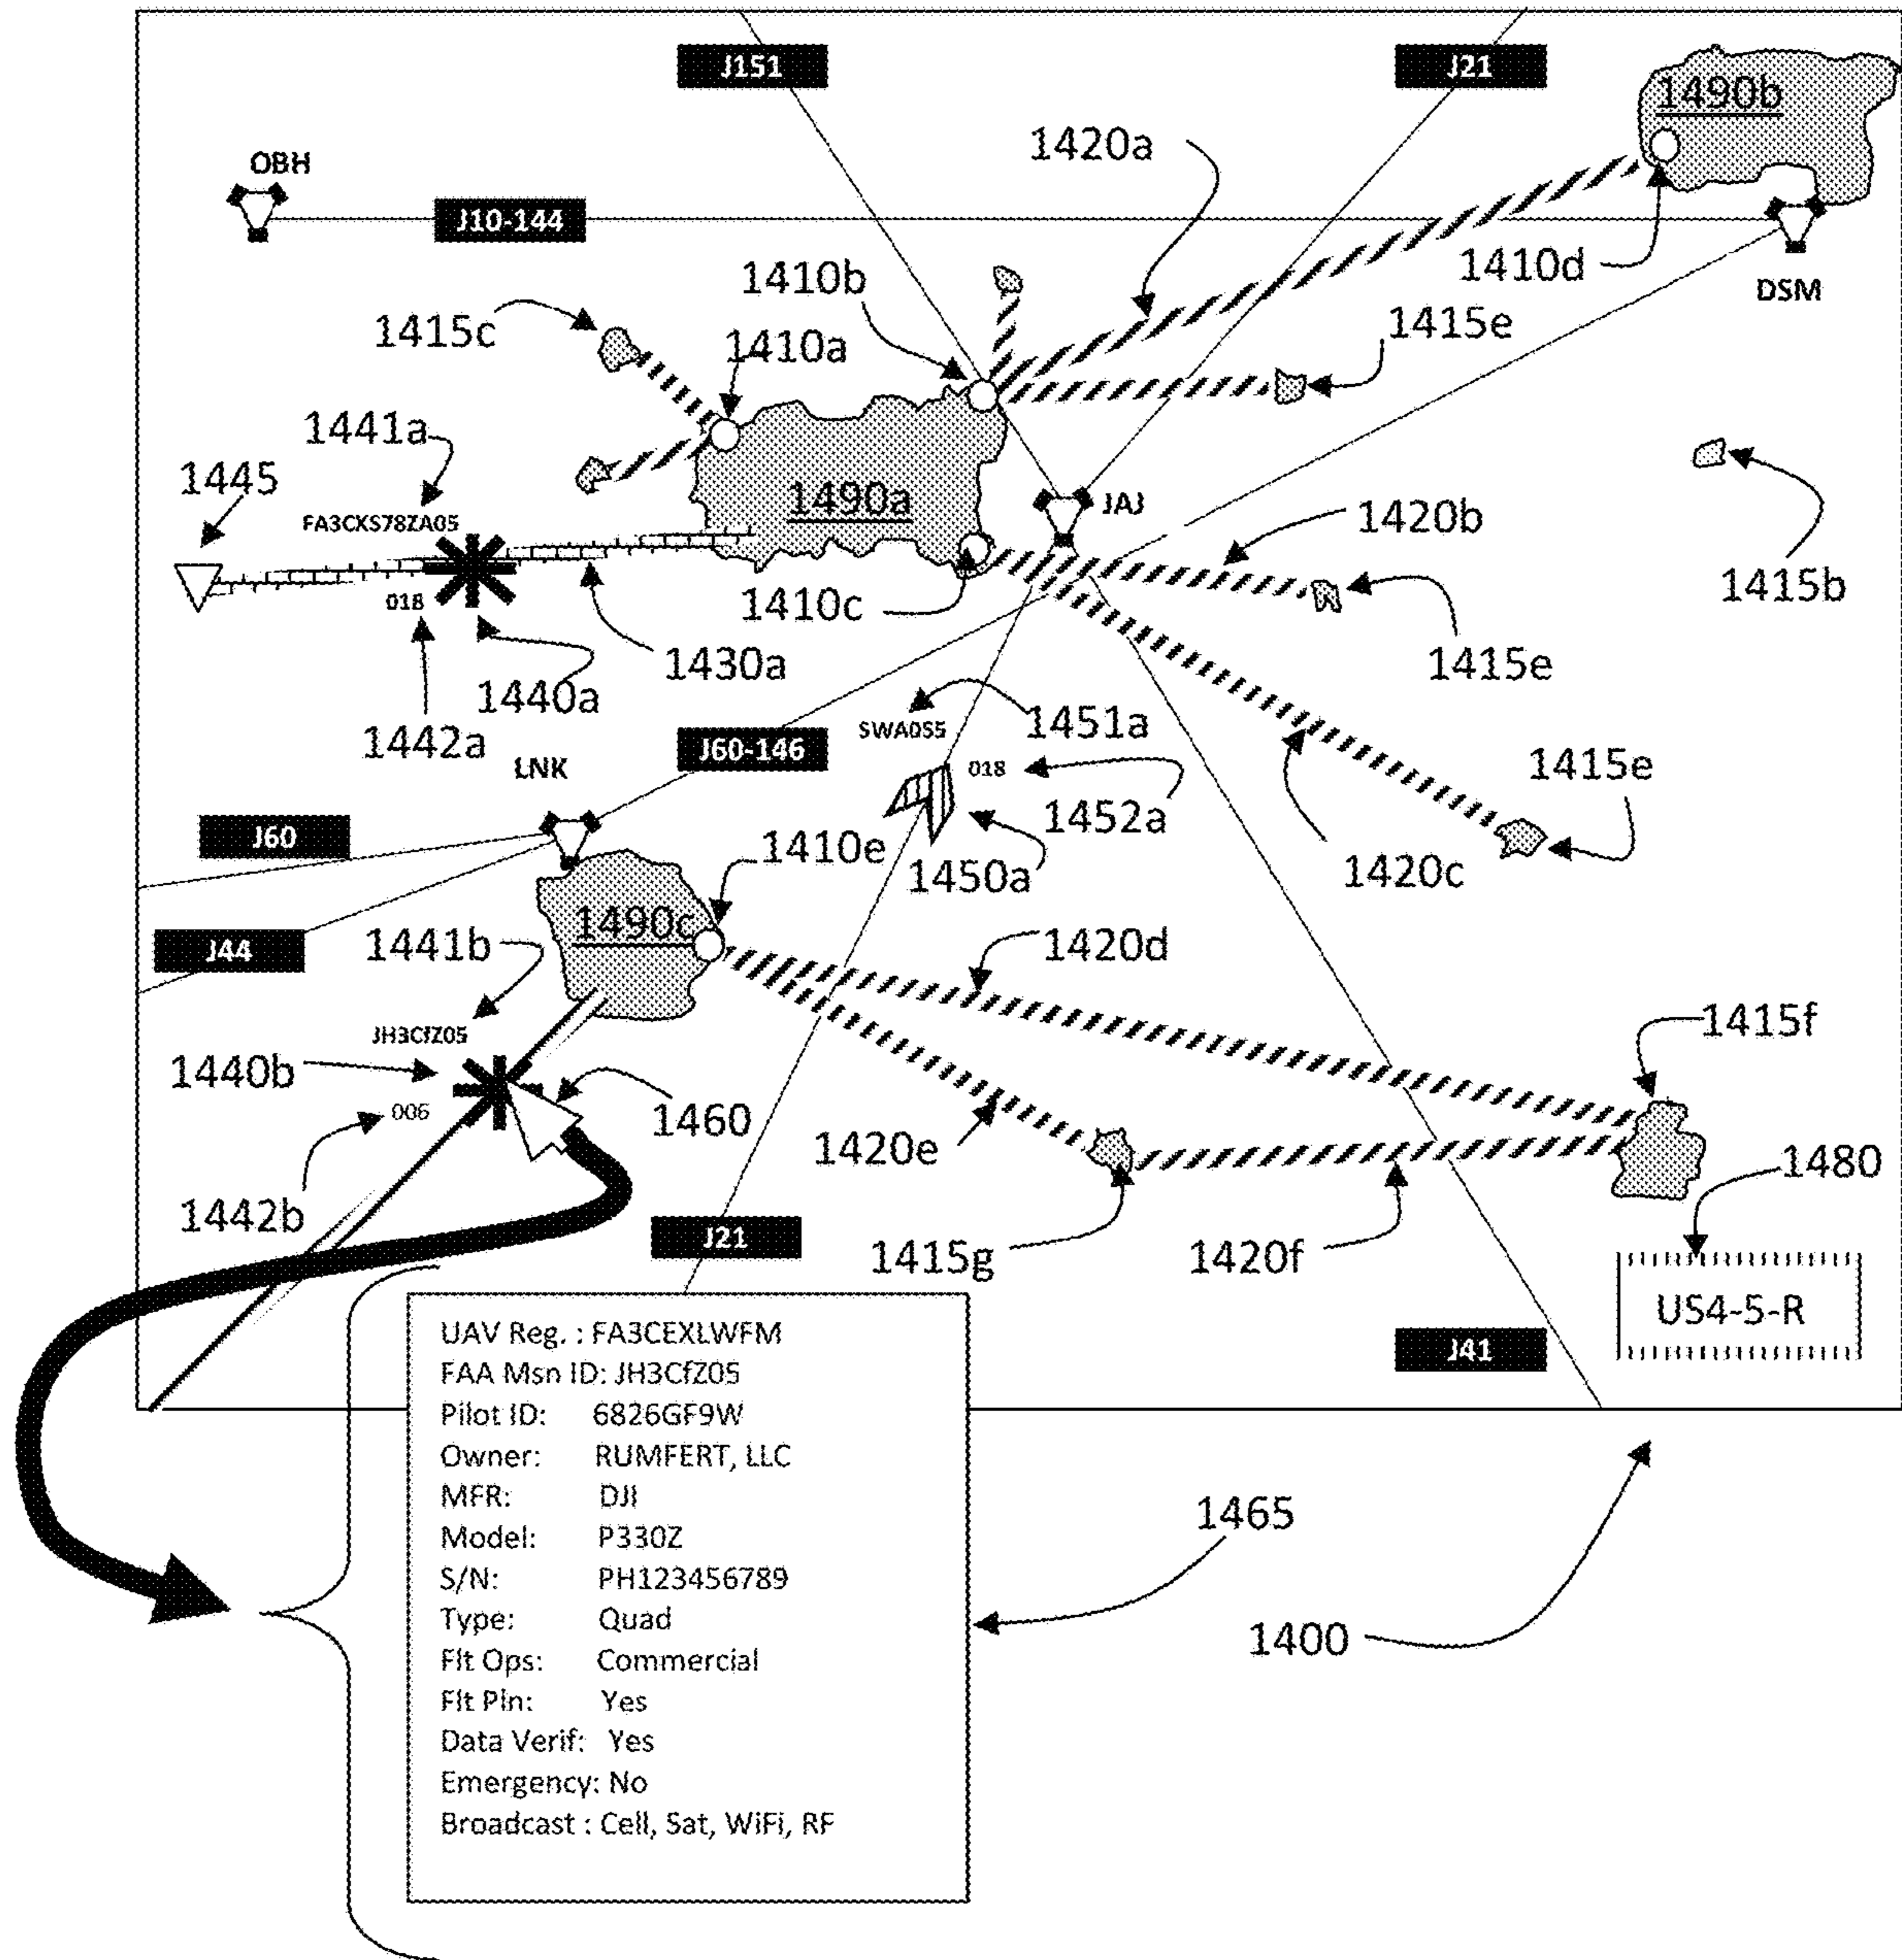 J151
J21
1490b
1420a
OBH
J10-144
1410d
DSM
1410b
1415c
1410a
1415e
1441a
1445
FA3CXS78ZA05
1490a
JAJ
1420b
1415b
018
1410c
1430a
1415e
1440a
1442a
1451a
SWA055
J60-146
LNK
018
1415e
1452a
J60
1410e
1450a
1420c
1490c
J44
1441b
1420d
JH3CfZ05
1415f
1440b
006
1460
1420e
1480
1442b
J21
1415g
1420f
US4-5-R
J41
UAV Reg. : FA3CEXLWFM
FAA Msn ID: JH3CfZ05
Pilot ID: 6826GF9W
Owner: RUMFERT, LLC
MFR: DJI
Model: P330Z
S/N: PH123456789
Type: Quad
Flt Ops: Commercial
Flt Pln: Yes
Data Verif: Yes
Emergency: No
Broadcast : Cell, Sat, WiFi, RF
1465
1400